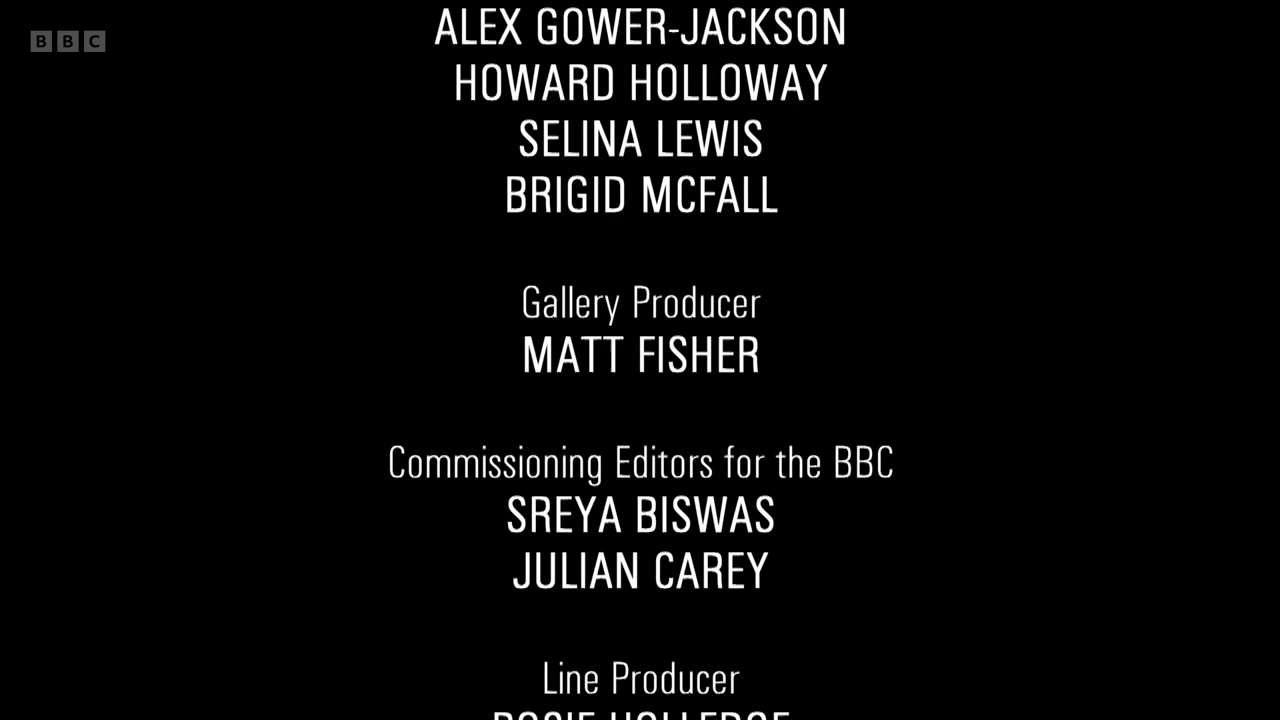 BBC
ALEX GOWER-JACKSON
HOWARD HOLLOWAY
SELINA LEWIS
BRIGID MCFALL
Gallery Producer
MATT FISHER
Commissioning Editors for the BBC
SREYA BISWAS
JULIAN CAREY
Line Producer